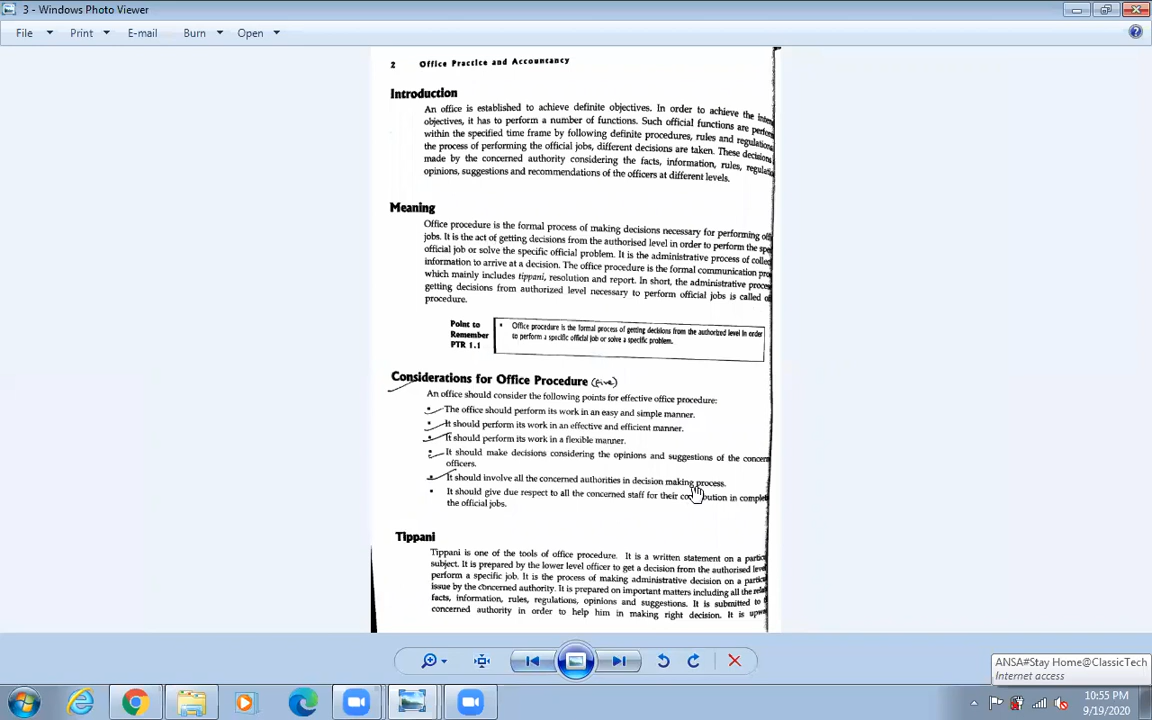 3 - Windows Photo Viewer
File Print E-mail Burn Open
2 Office Practice and Accountancy
Introduction
An office is established to achieve definite objectives. In order to achieve the
objectives, it has to perform a number of functions. Such official functions are
within the specified time frame by following definite procedures, rules and
the process of performing the official jobs, different decisions are taken. These decisions
made by the concerned authority considering the facts, information, rules,
opinions, suggestions and recommendations of the officers at different levels.
Meaning
Office procedure is the formal process of making decisions necessary for performing
jobs. It is the act of getting decisions from the authorised level in order to perform the
official job or solve the specific official problem. It is the administrative process of
information to arrive at a decision. The office procedure is the formal communication
which mainly includes tippani, resolution and report. In short, the administrative
getting decisions from authorized level necessary to perform official jobs is called
procedure.
Point to
Remember
PTR 1.1
• Office procedure is the formal process of getting decisions from the authorized level in order
to perform a specific official job or solve a specific problem.
Considerations for Office Procedure (five)
An office should consider the following points for effective office procedure:
• The office should perform its work in an easy and simple manner.
• It should perform its work in an effective and efficient manner.
• It should perform its work in a flexible manner.
• It should make decisions considering the opinions and suggestions of the
officers.
• It should involve all the concerned authorities in decision making process.
• It should give due respect to all the concerned staff for their in
the official jobs.
Tippani
Tippani is one of the tools of office procedure. It is a written statement on a
subject. It is prepared by the lower level officer to get a decision from the authorised
perform a specific job. It is the process of making administrative decision on a
issue by the concerned authority. It is prepared on important matters including all the
facts, information, rules, regulations, opinions and suggestions. It is submitted to
concerned authority in order to help him in making right decision. It is
ANSA#Stay Home@ClassicTech
Internet access
10:55 PM
9/19/2020